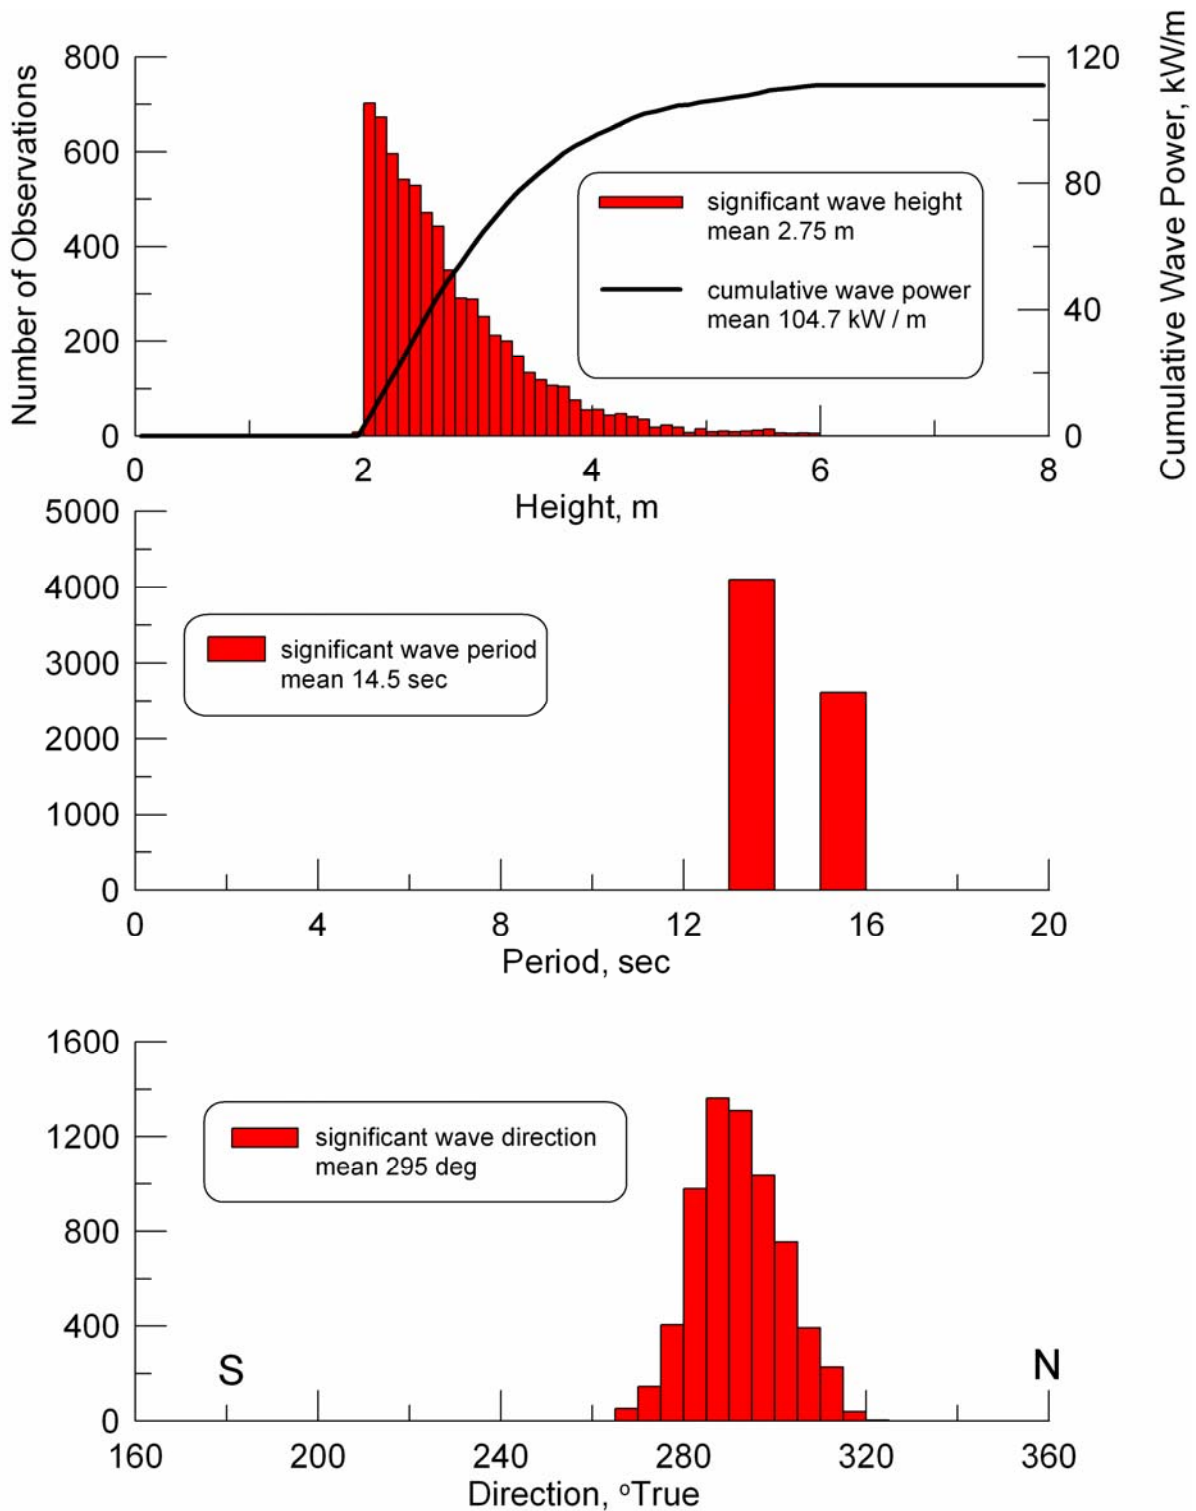 Number of Observations
800
600
400
200
0
120
80
40
0
Cumulative Wave Power, kW/m
significant wave height
mean 2.75 m
cumulative wave power
mean 104.7 kW / m
0 2 4 6 8
Height, m
5000
4000
3000
2000
1000
0
significant wave period
mean 14.5 sec
0 4 8 12 16 20
Period, sec
1600
1200
800
400
0
significant wave direction
mean 295 deg
S N
160 200 240 280 320 360
Direction, °True